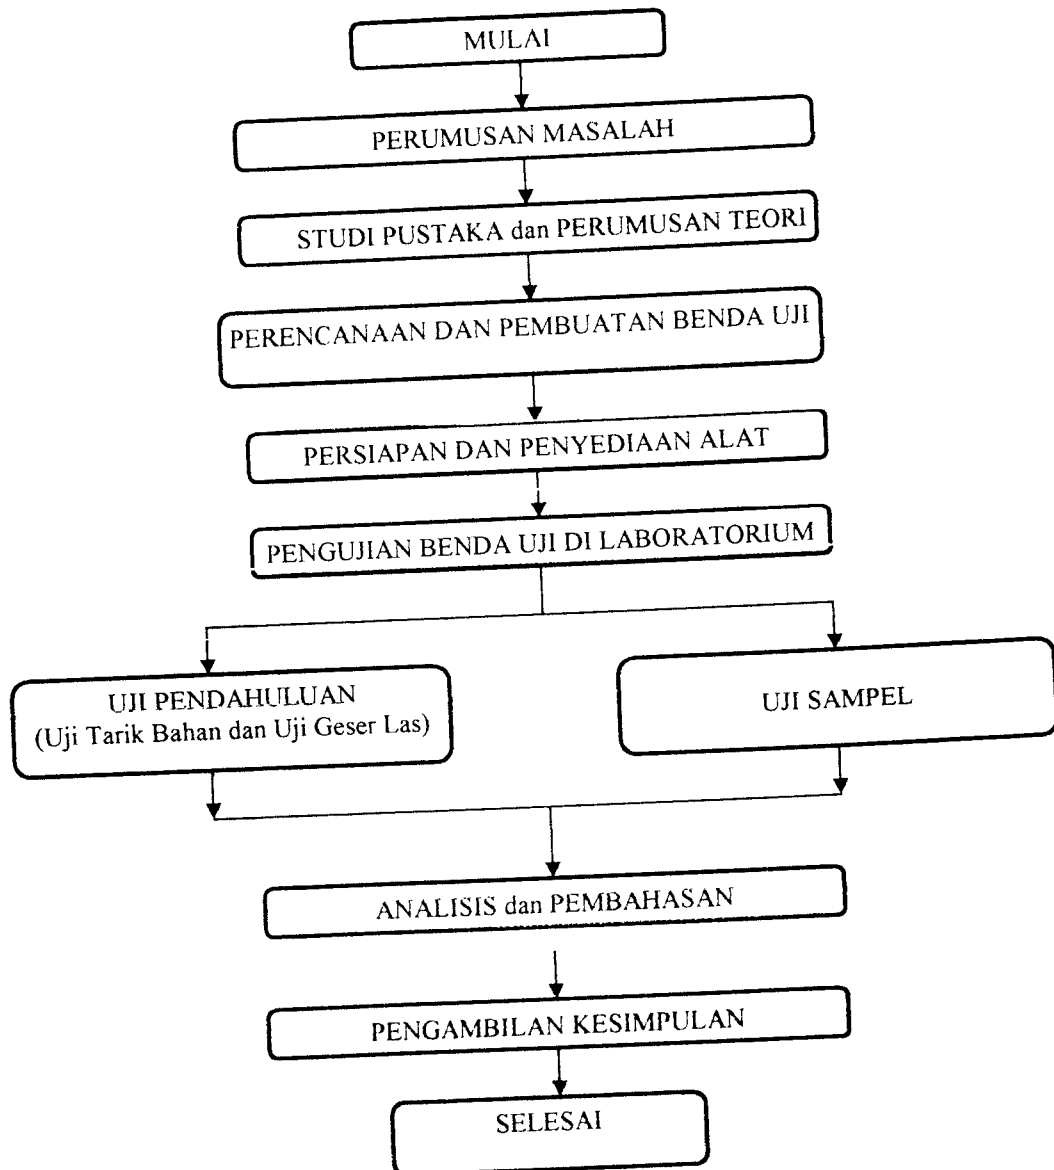 MULAI
PERUMUSAN MASALAH
STUDI PUSTAKA dan PERUMUSAN TEORI
PERENCANAAN DAN PEMBUATAN BENDA UJI
PERSIAPAN DAN PENYEDIAAN ALAT
PENGUJIAN BENDA UJI DI LABORATORIUM
UJI PENDAHULUAN
(Uji Tarik Bahan dan Uji Geser Las)
UJI SAMPEL
ANALISIS dan PEMBAHASAN
PENGAMBILAN KESIMPULAN
SELESAI